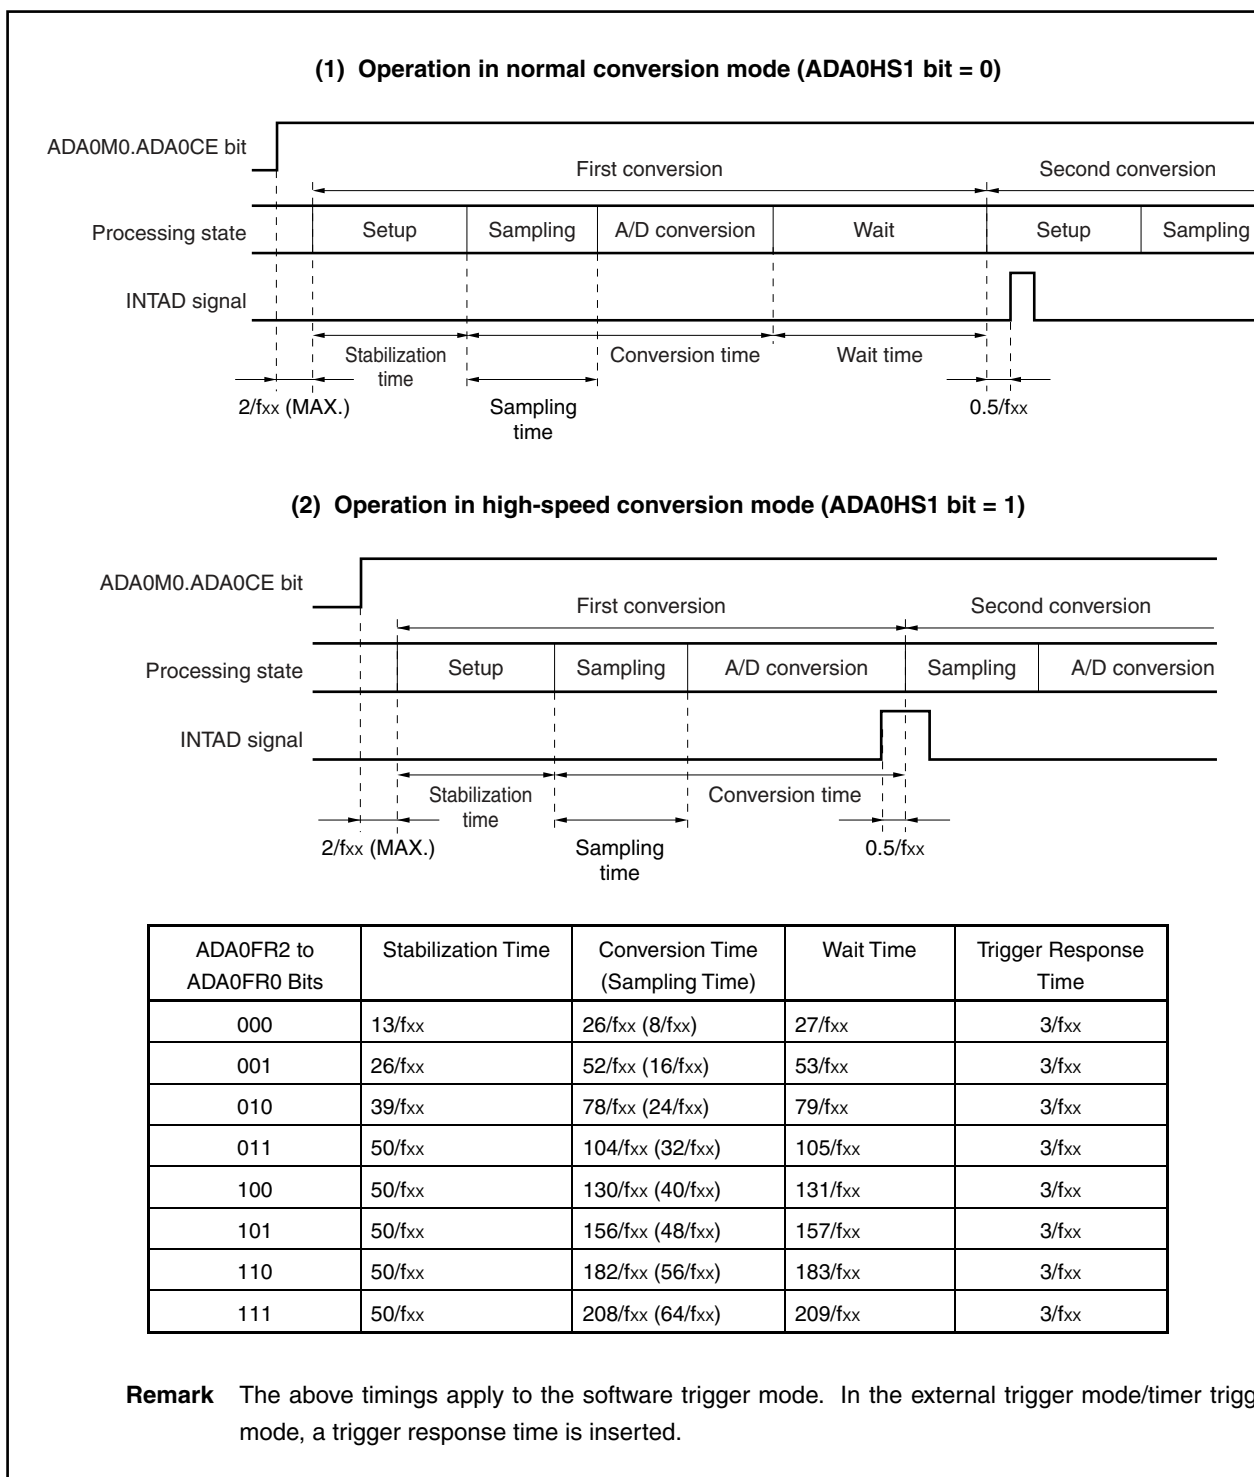 (1) Operation in normal conversion mode (ADA0HS1 bit = 0)
ADA0M0.ADA0CE bit
First conversion Second conversion
Processing state Setup Sampling A/D conversion Wait Setup Sampling
INTAD signal
Stabilization time Conversion time Wait time
2/fxx (MAX.) Sampling time 0.5/fxx
(2) Operation in high-speed conversion mode (ADA0HS1 bit = 1)
ADA0M0.ADA0CE bit
First conversion Second conversion
Processing state Setup Sampling A/D conversion Sampling A/D conversion
INTAD signal
Stabilization time Conversion time
2/fxx (MAX.) Sampling time 0.5/fxx
ADA0FR2 to ADA0FR0 Bits Stabilization Time Conversion Time (Sampling Time) Wait Time Trigger Response Time
000 13/fxx 26/fxx (8/fxx) 27/fxx 3/fxx
001 26/fxx 52/fxx (16/fxx) 53/fxx 3/fxx
010 39/fxx 78/fxx (24/fxx) 79/fxx 3/fxx
011 50/fxx 104/fxx (32/fxx) 105/fxx 3/fxx
100 50/fxx 130/fxx (40/fxx) 131/fxx 3/fxx
101 50/fxx 156/fxx (48/fxx) 157/fxx 3/fxx
110 50/fxx 182/fxx (56/fxx) 183/fxx 3/fxx
111 50/fxx 208/fxx (64/fxx) 209/fxx 3/fxx
Remark The above timings apply to the software trigger mode. In the external trigger mode/timer trigg
mode, a trigger response time is inserted.